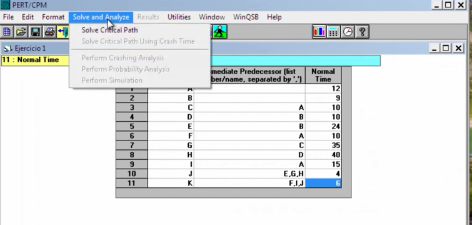 PERT/CPM
File Edit Format Solve and Analyze Results Utilities Window WinQSB Help
Solve Critical Path
Solve Critical Path Using Crash Time
Perform Crashing Analysis
Perform Probability Analysis
Perform Simulation
Ejercicio 1
11 : Normal Time
mediate Predecessor (list Normal
ber/name, separated by ',') Time
1 A 12
2 B 9
3 C A 10
4 D B 10
5 E B 24
6 F A 10
7 G C 35
8 H D 40
9 I A 15
10 J E,G,H 4
11 K F,I,J 6